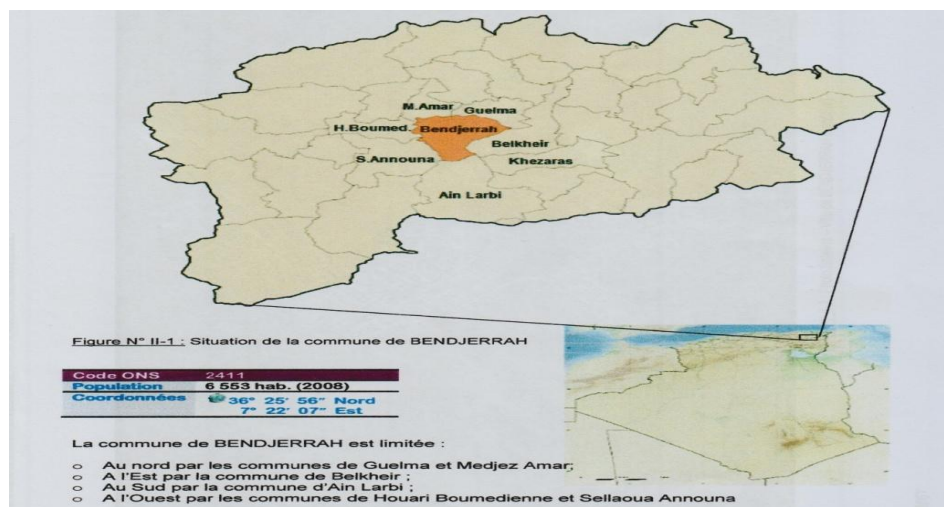 M.Amar Guelma
H.Boumed. Bendjerrah
Belkheir
S.Announa Khezaras
Ain Larbi
Figure N° II-1 : Situation de la commune de BENDJERRAH
Code ONS 2411
Population 6 553 hab. (2008)
Coordonnées 36° 25' 56" Nord
7° 22' 07" Est
La commune de BENDJERRAH est limitée :
o Au nord par les communes de Guelma et Medjez Amar;
o A l'Est par la commune de Belkheir ;
o Au Sud par la commune d'Ain Larbi ;
o A l'Ouest par les communes de Houari Boumedienne et Sellaoua Announa